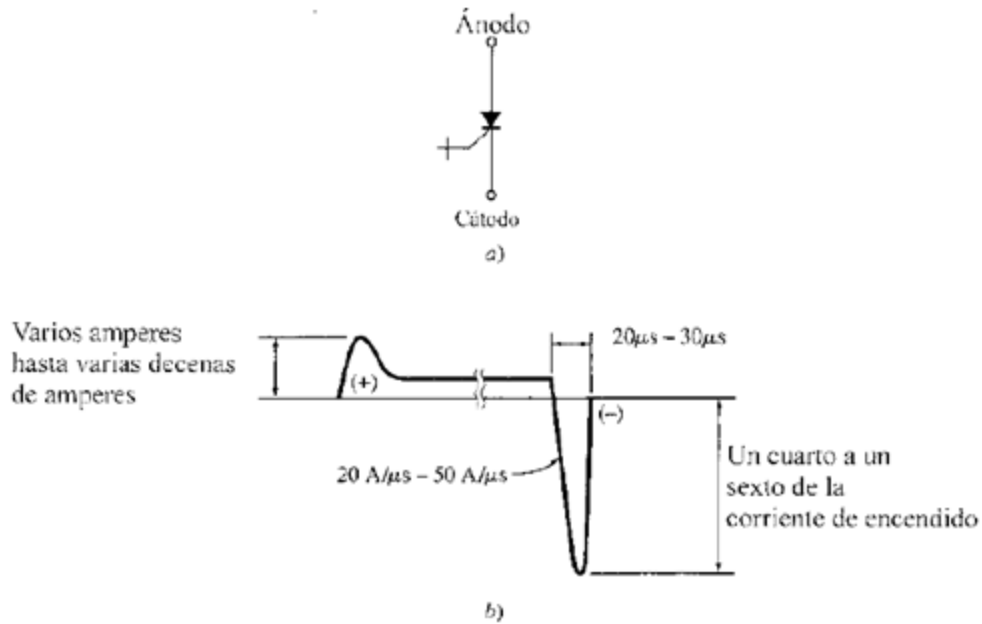 Ánodo
Cátodo
a)
Varios amperes
hasta varias decenas
de amperes
(+)
20μs – 30μs
(–)
20 A/μs – 50 A/μs
Un cuarto a un
sexto de la
corriente de encendido
b)